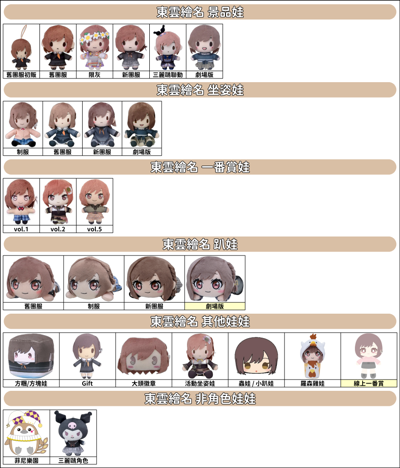 東雲繪名 景品娃
舊團服初販 舊團服 限灰 新團服 三麗鷗聯動 劇場版
東雲繪名 坐姿娃
制服 舊團服 新團服 劇場版
東雲繪名 一番賞娃
vol.1 vol.2 vol.5
東雲繪名 趴娃
舊團服 制服 新團服 劇場版
東雲繪名 其他娃娃
方糰/方塊娃 Gift 大頭徽章 活動坐姿娃 蟲娃 / 小趴娃 羅森雞娃 線上一番賞
東雲繪名 非角色娃娃
菲尼樂園 三麗鷗角色